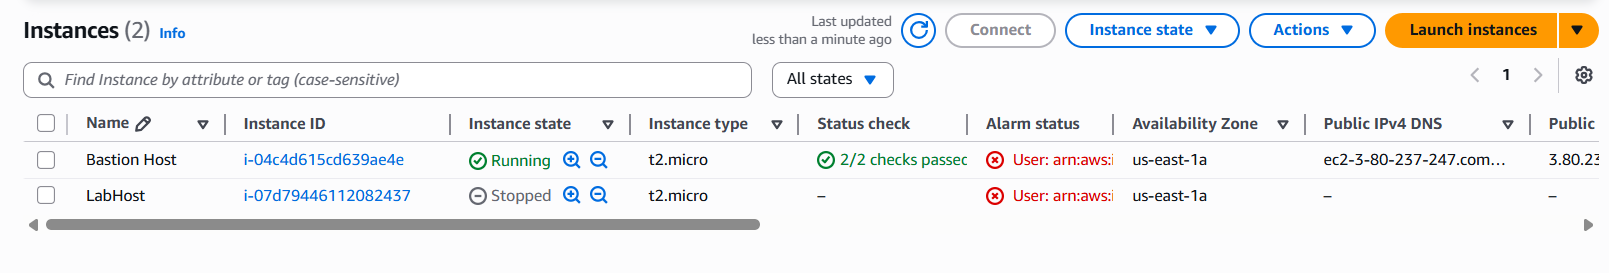 Instances (2) Info
Last updated
less than a minute ago
Connect
Instance state
Actions
Launch instances
Find Instance by attribute or tag (case-sensitive)
All states
1
Name Instance ID Instance state Instance type Status check Alarm status Availability Zone Public IPv4 DNS Public
Bastion Host i-04c4d615cd639ae4e Running t2.micro 2/2 checks passec User: arn:aws:i us-east-1a ec2-3-80-237-247.com... 3.80.23
LabHost i-07d79446112082437 Stopped t2.micro – User: arn:aws:i us-east-1a – –